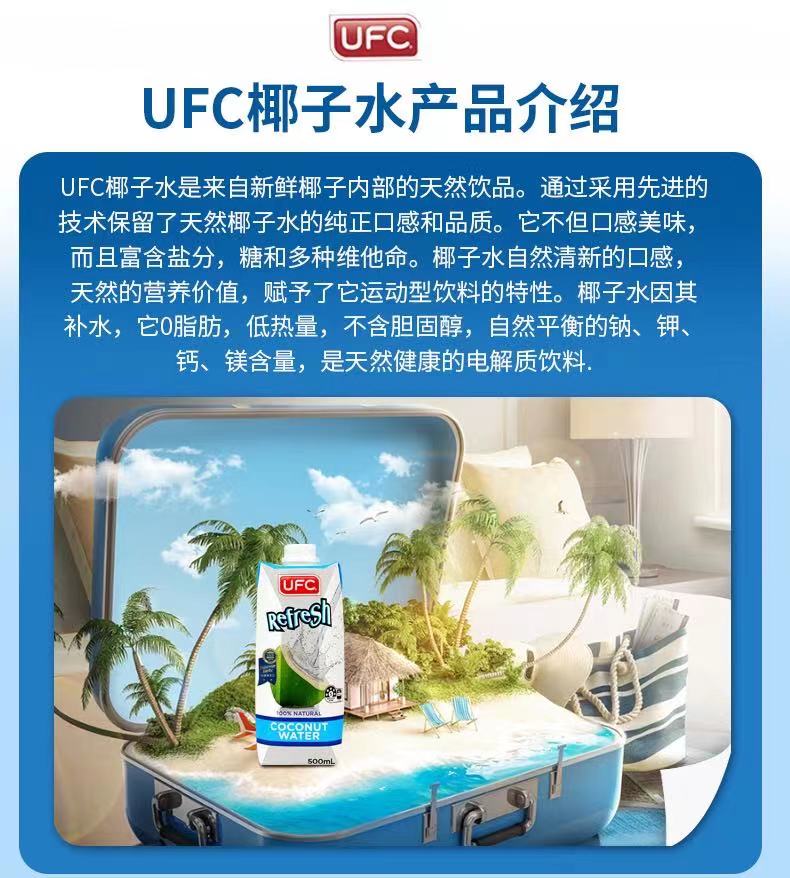 UFC
UFC椰子水产品介绍
UFC椰子水是来自新鲜椰子内部的天然饮品。通过采用先进的
技术保留了天然椰子水的纯正口感和品质。它不但口感美味，
而且富含盐分，糖和多种维他命。椰子水自然清新的口感，
天然的营养价值，赋予了它运动型饮料的特性。椰子水因其
补水，它0脂肪，低热量，不含胆固醇，自然平衡的钠、钾、
钙、镁含量，是天然健康的电解质饮料.
UFC
Refresh
100% NATURAL
COCONUT
WATER
500mL